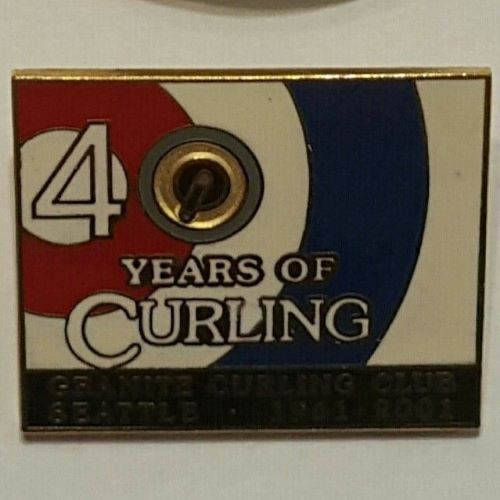 40
YEARS OF
CURLING
GRANITE CURLING CLUB
SEATTLE · 1961 2001